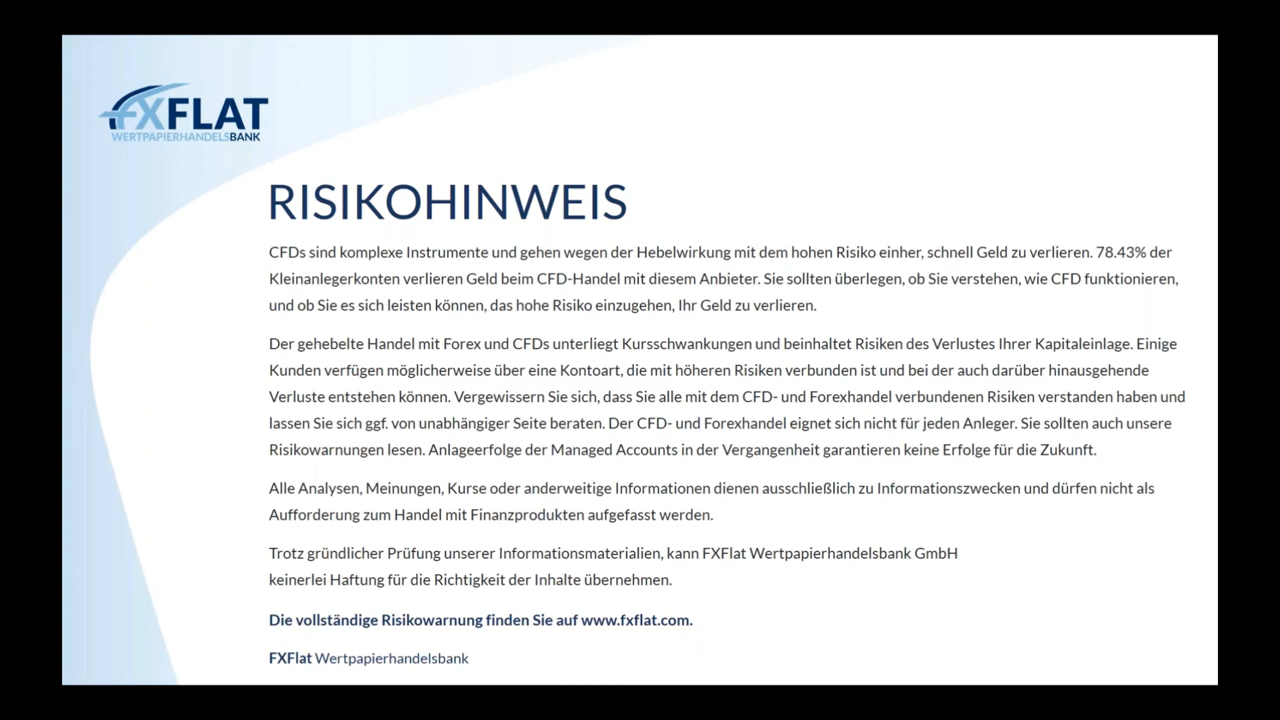 FXFLAT
WERTPAPIERHANDELSBANK
RISIKOHINWEIS
CFDs sind komplexe Instrumente und gehen wegen der Hebelwirkung mit dem hohen Risiko einher, schnell Geld zu verlieren. 78.43% der
Kleinanlegerkonten verlieren Geld beim CFD-Handel mit diesem Anbieter. Sie sollten überlegen, ob Sie verstehen, wie CFD funktionieren,
und ob Sie es sich leisten können, das hohe Risiko einzugehen, Ihr Geld zu verlieren.
Der gehebelte Handel mit Forex und CFDs unterliegt Kursschwankungen und beinhaltet Risiken des Verlustes Ihrer Kapitaleinlage. Einige
Kunden verfügen möglicherweise über eine Kontoart, die mit höheren Risiken verbunden ist und bei der auch darüber hinausgehende
Verluste entstehen können. Vergewissern Sie sich, dass Sie alle mit dem CFD- und Forexhandel verbundenen Risiken verstanden haben und
lassen Sie sich ggf. von unabhängiger Seite beraten. Der CFD- und Forexhandel eignet sich nicht für jeden Anleger. Sie sollten auch unsere
Risikowarnungen lesen. Anlageerfolge der Managed Accounts in der Vergangenheit garantieren keine Erfolge für die Zukunft.
Alle Analysen, Meinungen, Kurse oder anderweitige Informationen dienen ausschließlich zu Informationszwecken und dürfen nicht als
Aufforderung zum Handel mit Finanzprodukten aufgefasst werden.
Trotz gründlicher Prüfung unserer Informationsmaterialien, kann FXFlat Wertpapierhandelsbank GmbH
keinerlei Haftung für die Richtigkeit der Inhalte übernehmen.
Die vollständige Risikowarnung finden Sie auf www.fxflat.com.
FXFlat Wertpapierhandelsbank